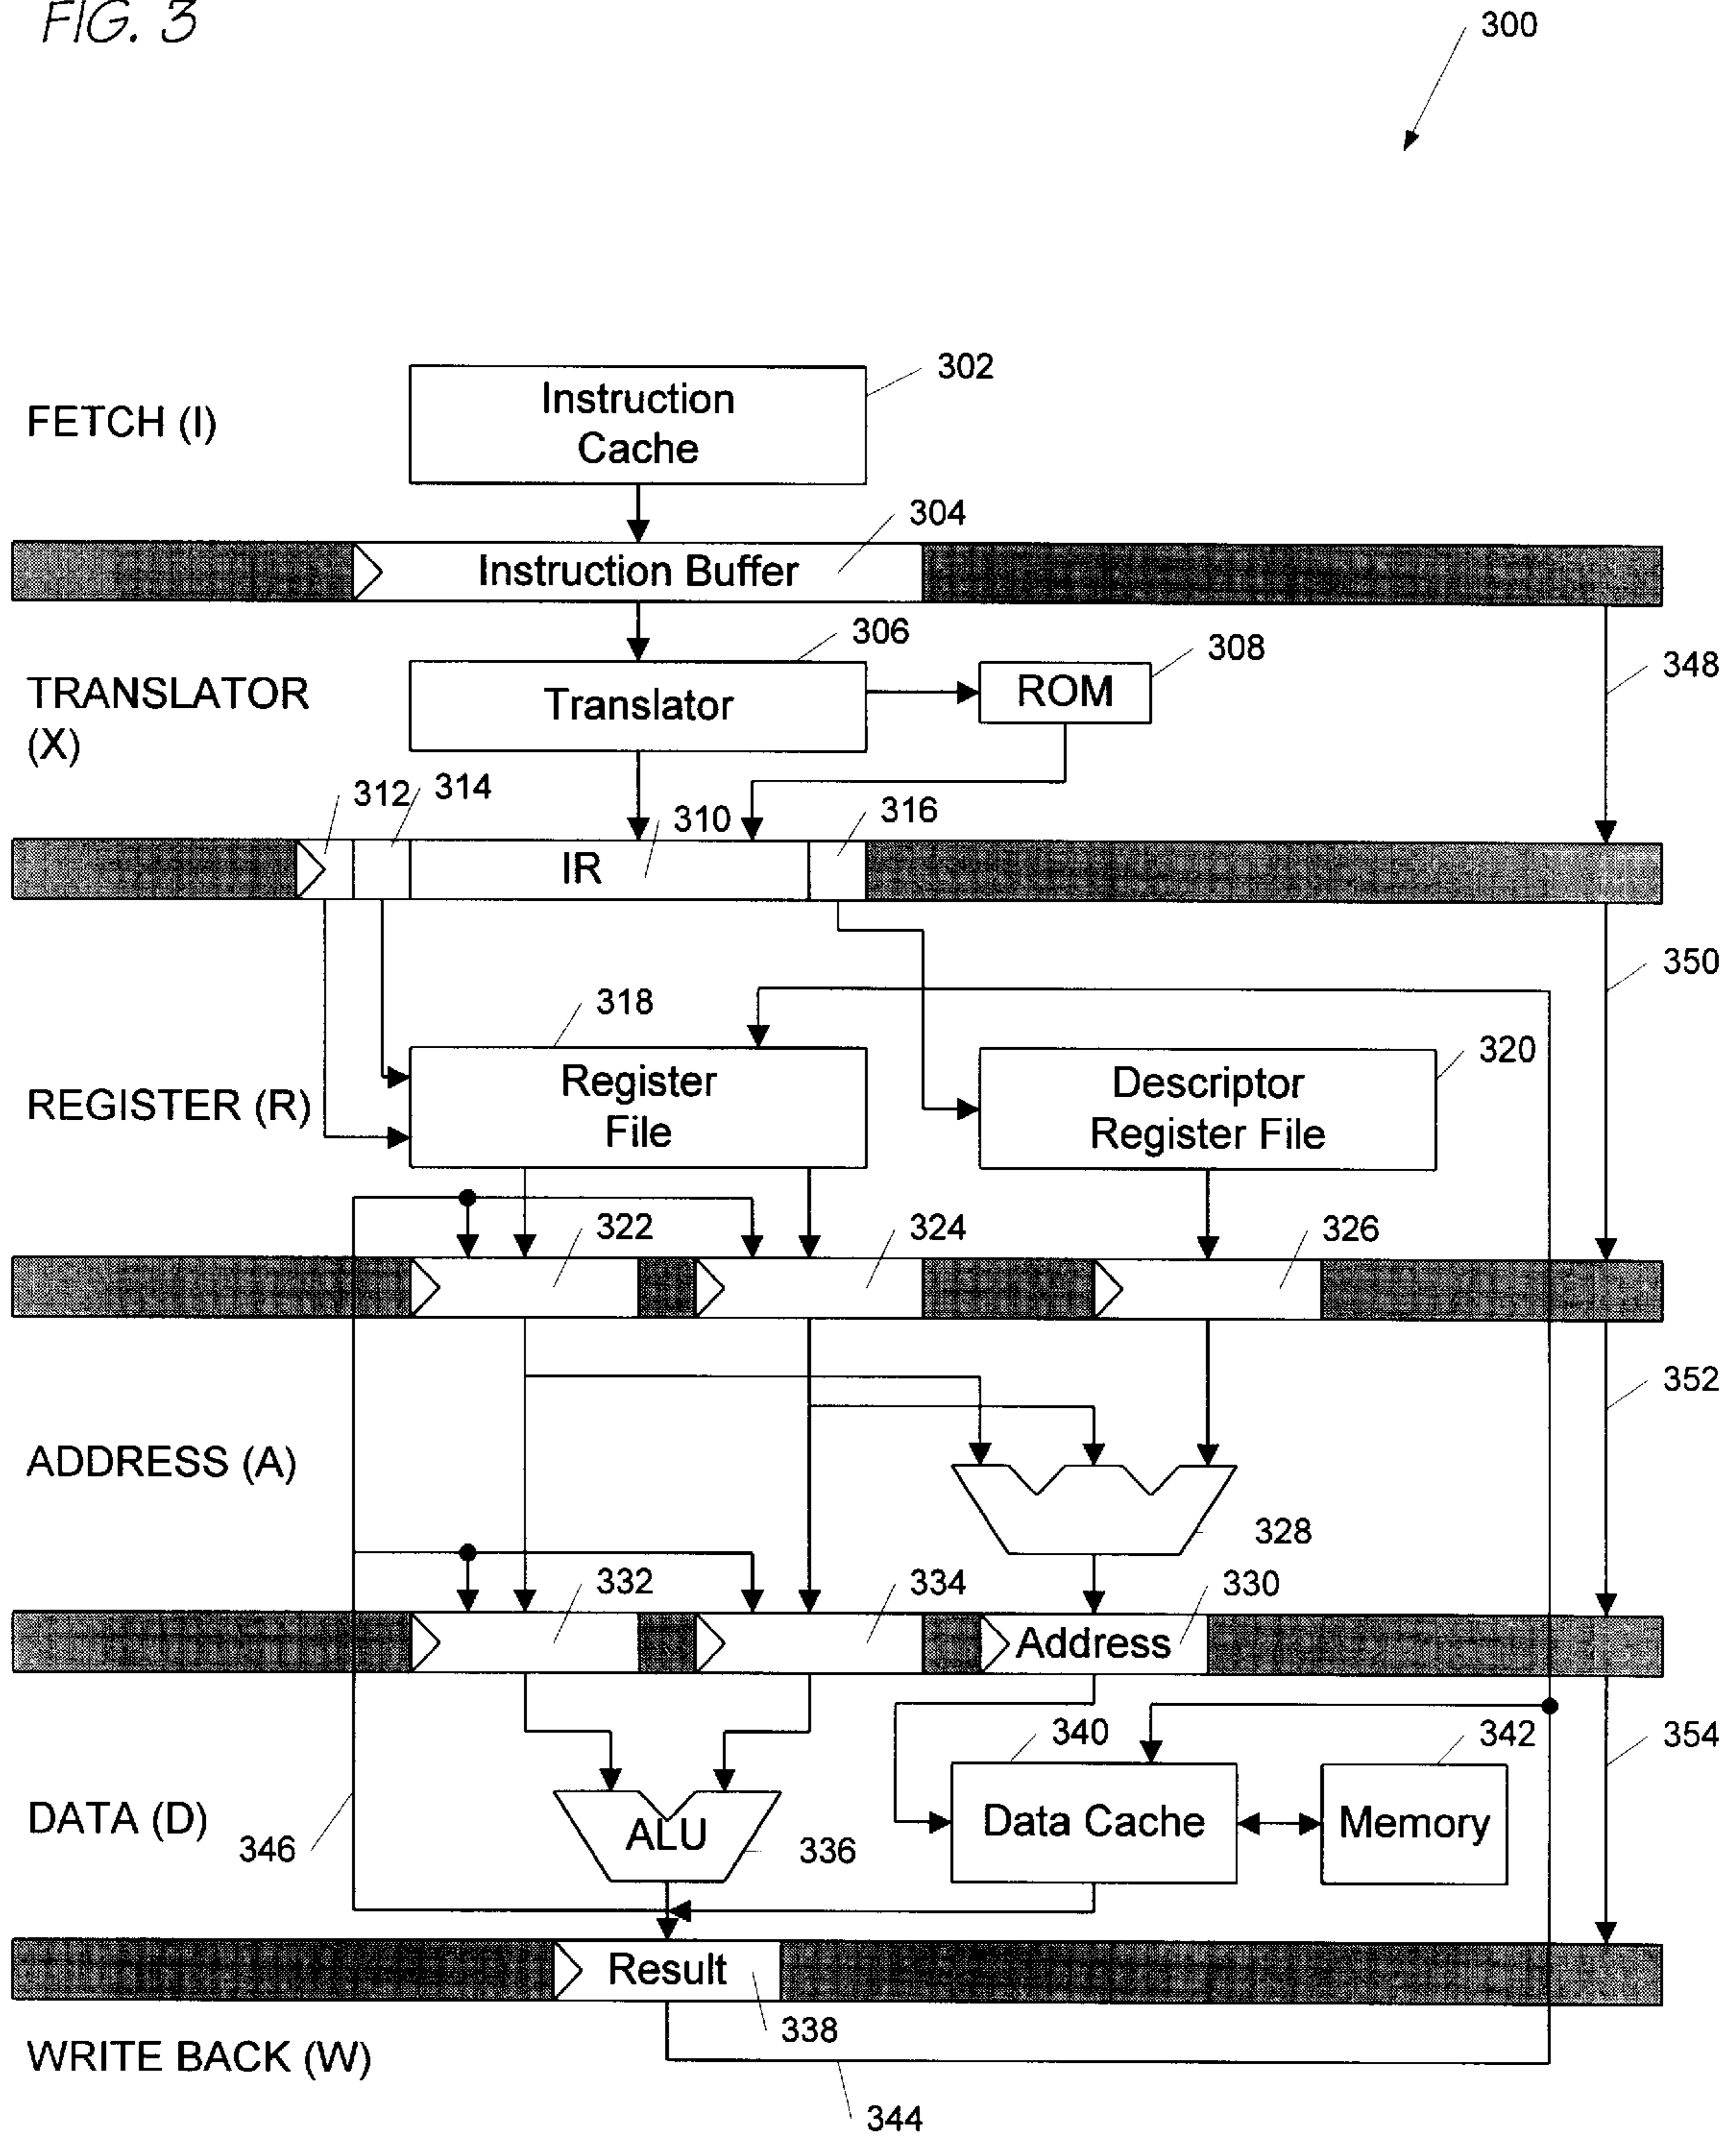 FIG. 3
300
302
Instruction
Cache
FETCH (I)
304
Instruction Buffer
306
308
TRANSLATOR
(X)
Translator
ROM
348
312
314
310
316
IR
350
318
320
Register
File
Descriptor
Register File
REGISTER (R)
322
324
326
352
ADDRESS (A)
328
332
334
330
Address
340
342
354
DATA (D)
346
ALU
336
Data Cache
Memory
Result
338
WRITE BACK (W)
344